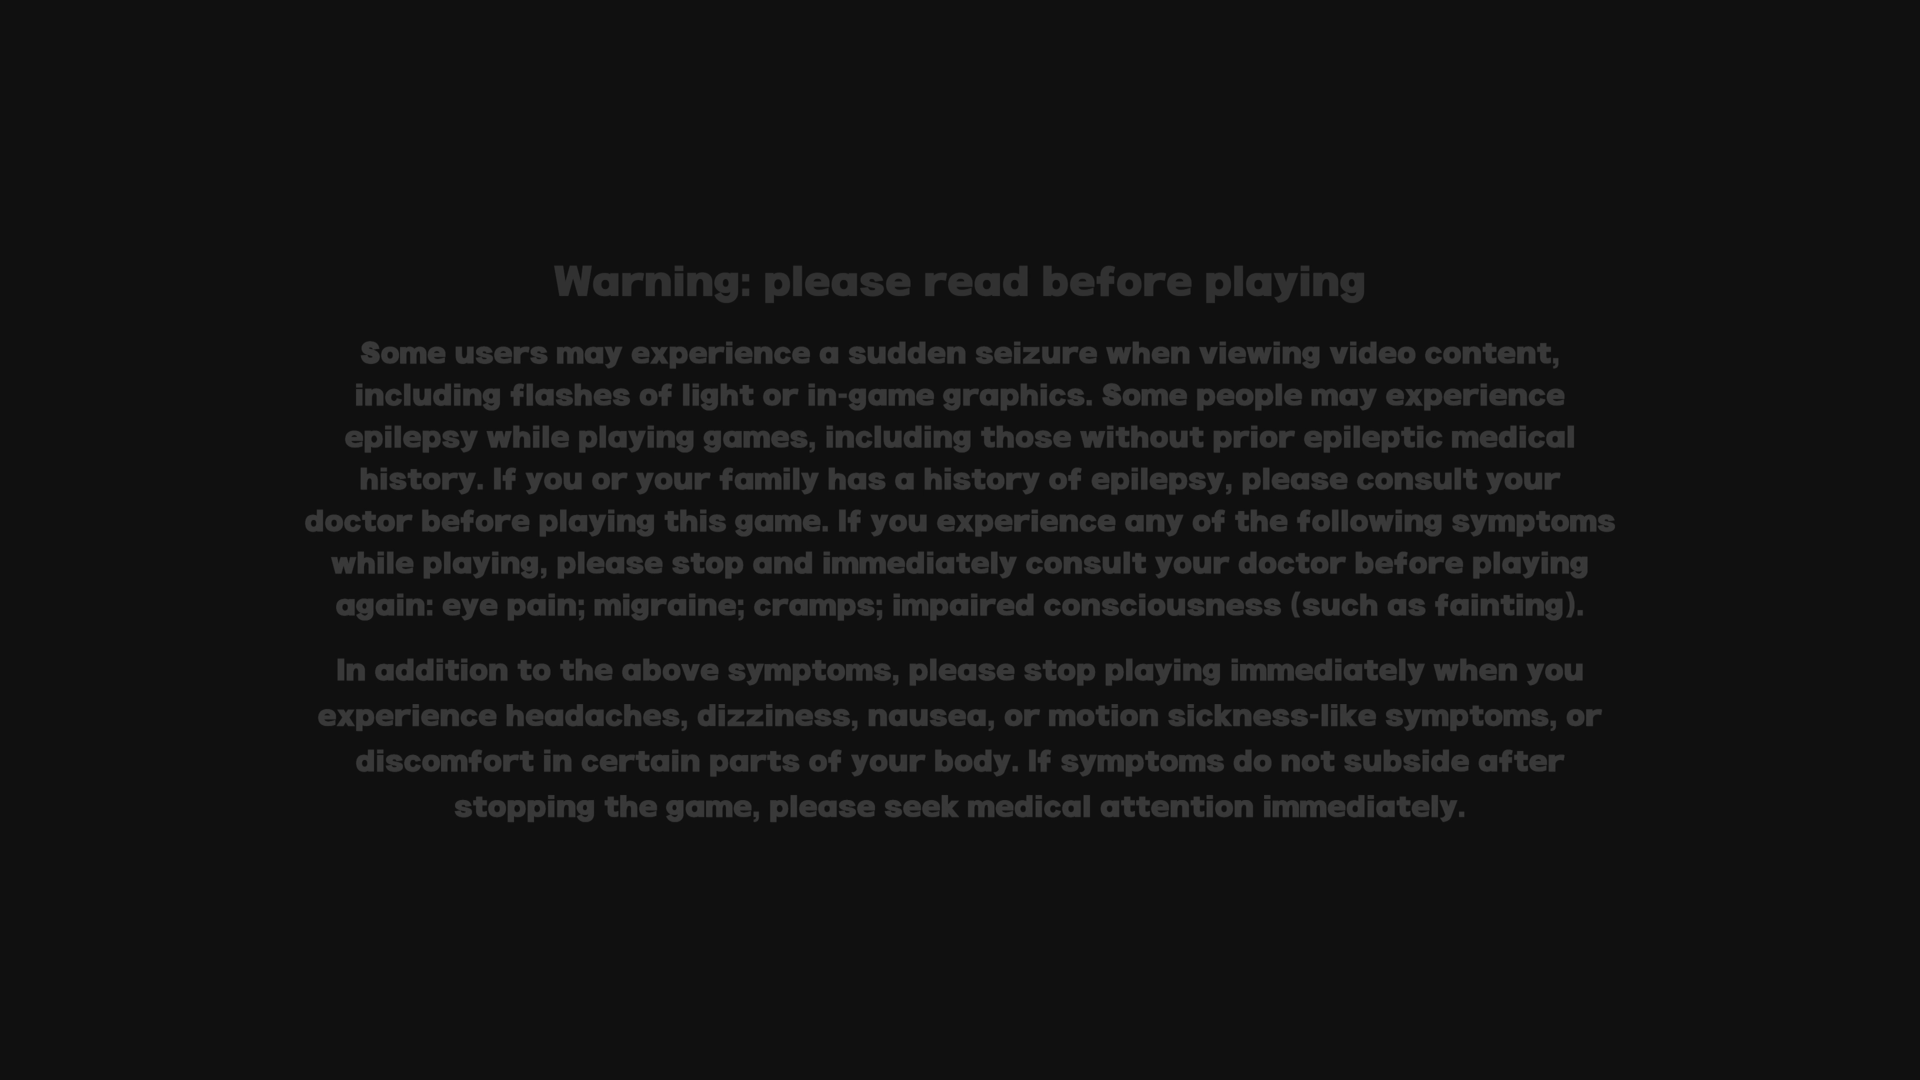 Warning: please read before playing
Some users may experience a sudden seizure when viewing video content,
including flashes of light or in-game graphics. Some people may experience
epilepsy while playing games, including those without prior epileptic medical
history. If you or your family has a history of epilepsy, please consult your
doctor before playing this game. If you experience any of the following symptoms
while playing, please stop and immediately consult your doctor before playing
again: eye pain; migraine; cramps; impaired consciousness (such as fainting).
In addition to the above symptoms, please stop playing immediately when you
experience headaches, dizziness, nausea, or motion sickness-like symptoms, or
discomfort in certain parts of your body. If symptoms do not subside after
stopping the game, please seek medical attention immediately.